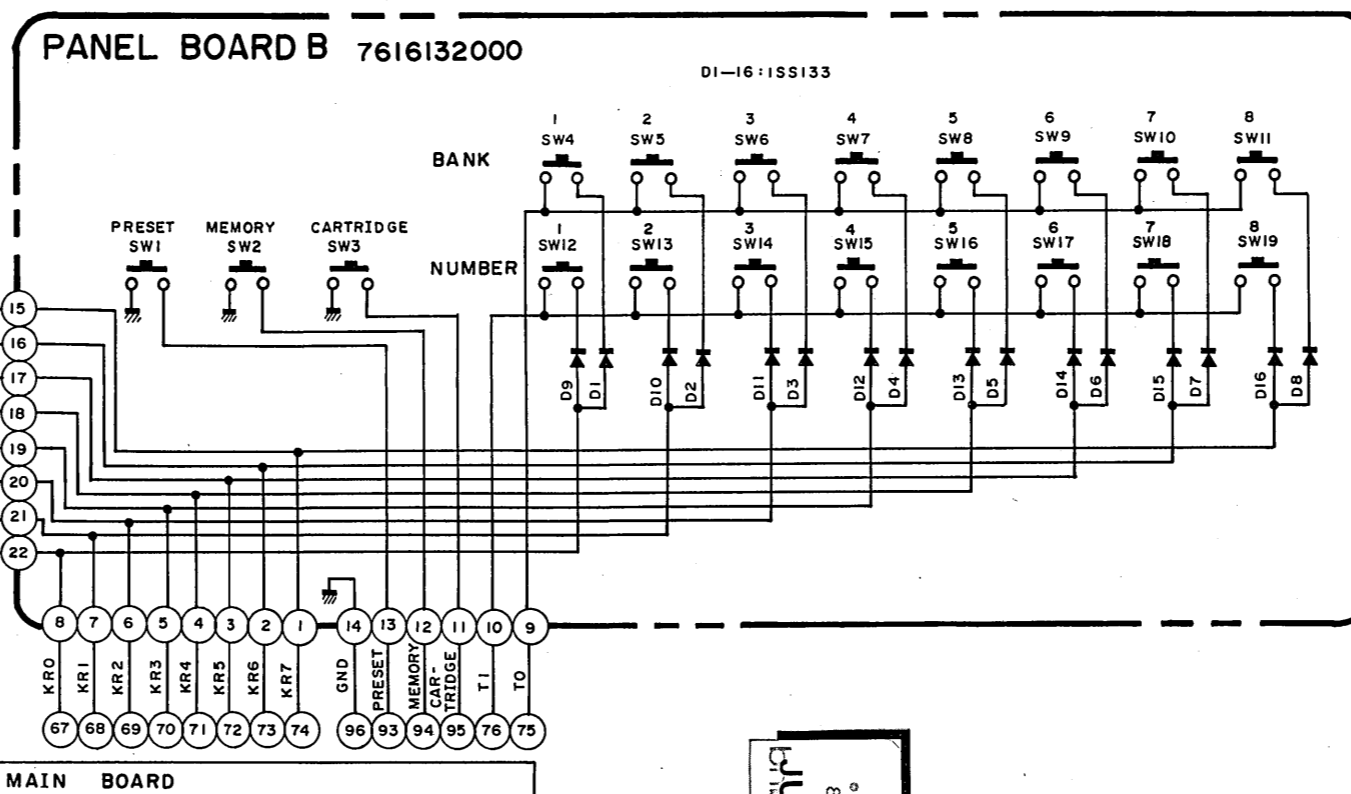 PANEL BOARD B 7616132000
D1—16:1SS133
BANK
1 2 3 4 5 6 7 8
SW4 SW5 SW6 SW7 SW8 SW9 SW10 SW11
PRESET MEMORY CARTRIDGE
SW1 SW2 SW3
NUMBER
1 2 3 4 5 6 7 8
SW12 SW13 SW14 SW15 SW16 SW17 SW18 SW19
D9 D1 D10 D2 D11 D3 D12 D4 D13 D5 D14 D6 D15 D7 D16 D8
15
16
17
18
19
20
21
22
8 7 6 5 4 3 2 1 14 13 12 11 10 9
KR0 KR1 KR2 KR3 KR4 KR5 KR6 KR7 GND PRESET MEMORY CAR-
TRIDGE T1 T0
67 68 69 70 71 72 73 74 96 93 94 95 76 75
MAIN BOARD